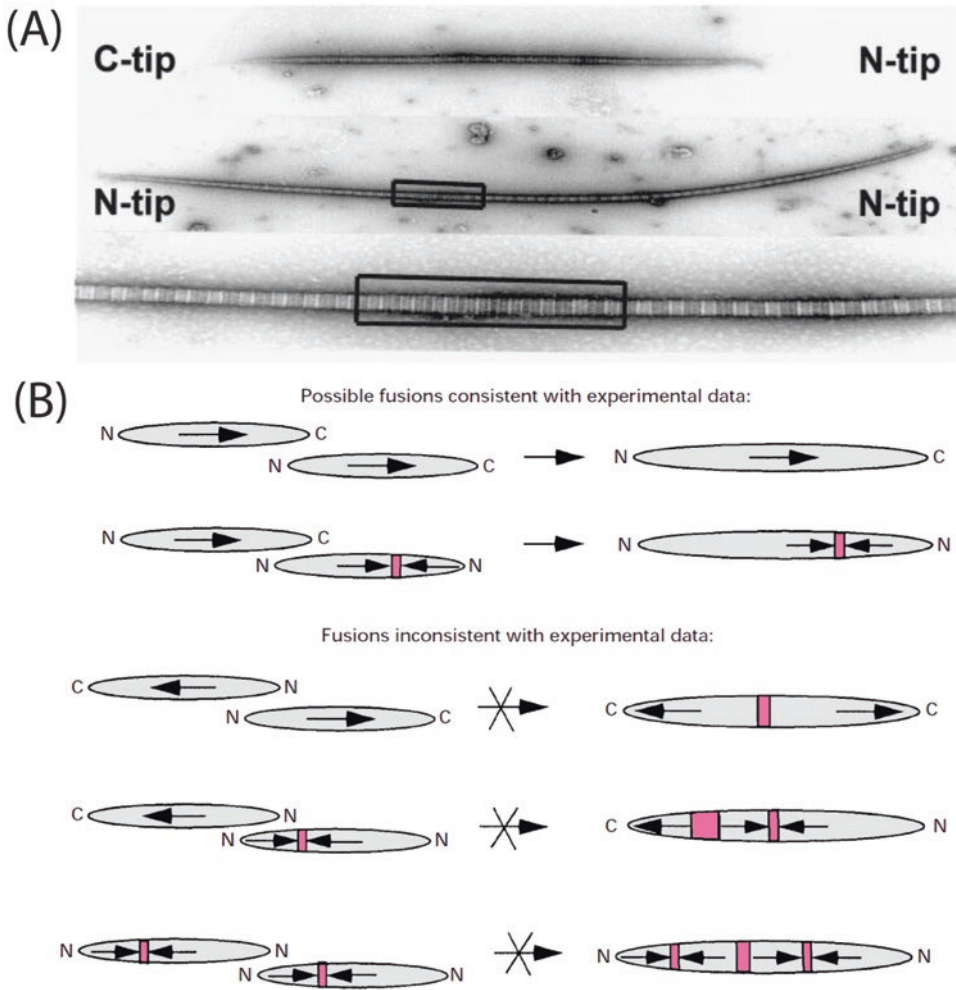 (A)
C-tip N-tip
N-tip N-tip
(B)
Possible fusions consistent with experimental data:
N C
N C N C
N C
N N N N
Fusions inconsistent with experimental data:
C N
N C C C
C N
N N C N
N N
N N N N